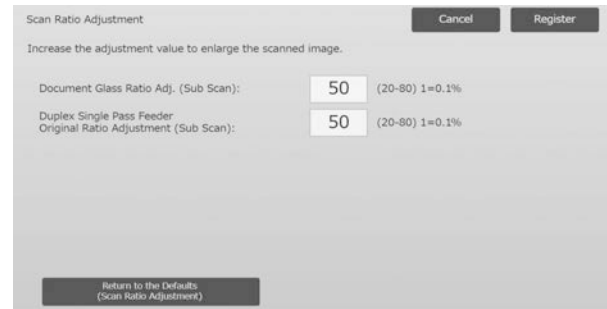 Scan Ratio Adjustment
Cancel
Register
Increase the adjustment value to enlarge the scanned image.
Document Glass Ratio Adj. (Sub Scan):
50
(20-80) 1=0.1%
Duplex Single Pass Feeder
Original Ratio Adjustment (Sub Scan):
50
(20-80) 1=0.1%
Return to the Defaults
(Scan Ratio Adjustment)